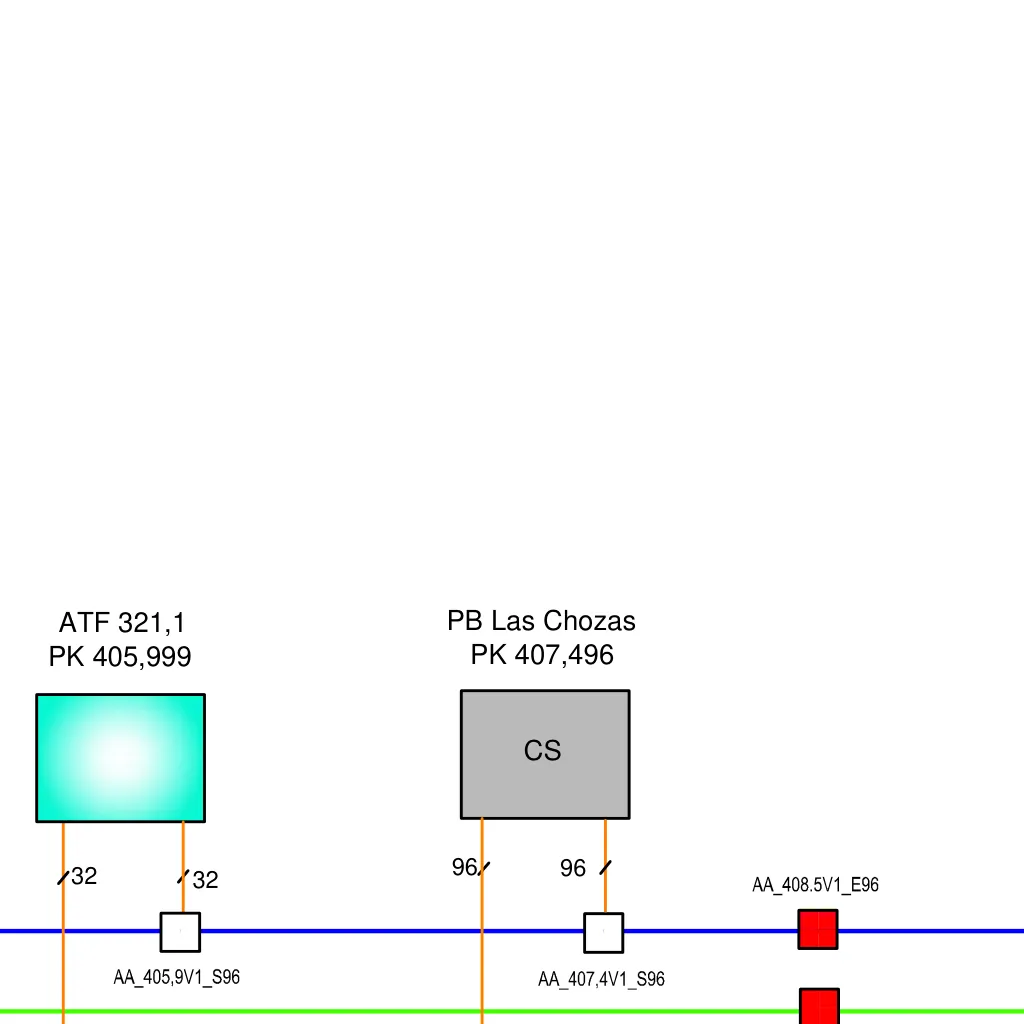 ATF 321,1
PK 405,999
PB Las Chozas
PK 407,496
CS
32
32
96
96
AA_408.5V1_E96
AA_405,9V1_S96
AA_407,4V1_S96